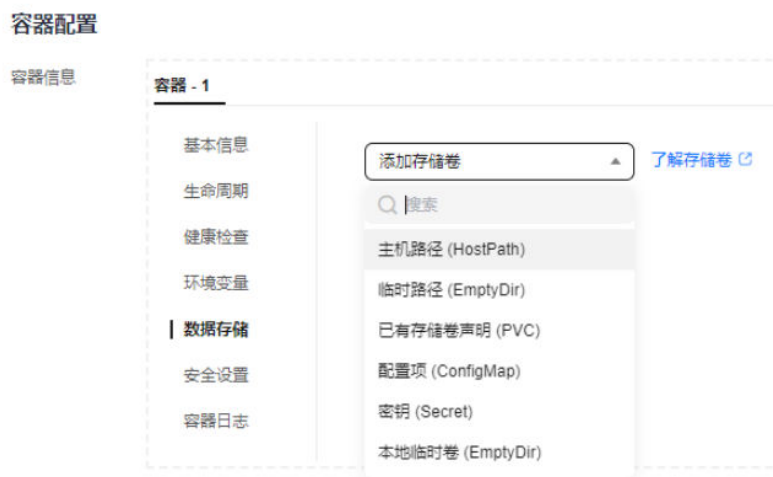 容器配置
容器信息
容器 - 1
基本信息
生命周期
健康检查
环境变量
数据存储
安全设置
容器日志
添加存储卷
了解存储卷
搜索
主机路径 (HostPath)
临时路径 (EmptyDir)
已有存储卷声明 (PVC)
配置项 (ConfigMap)
密钥 (Secret)
本地临时卷 (EmptyDir)